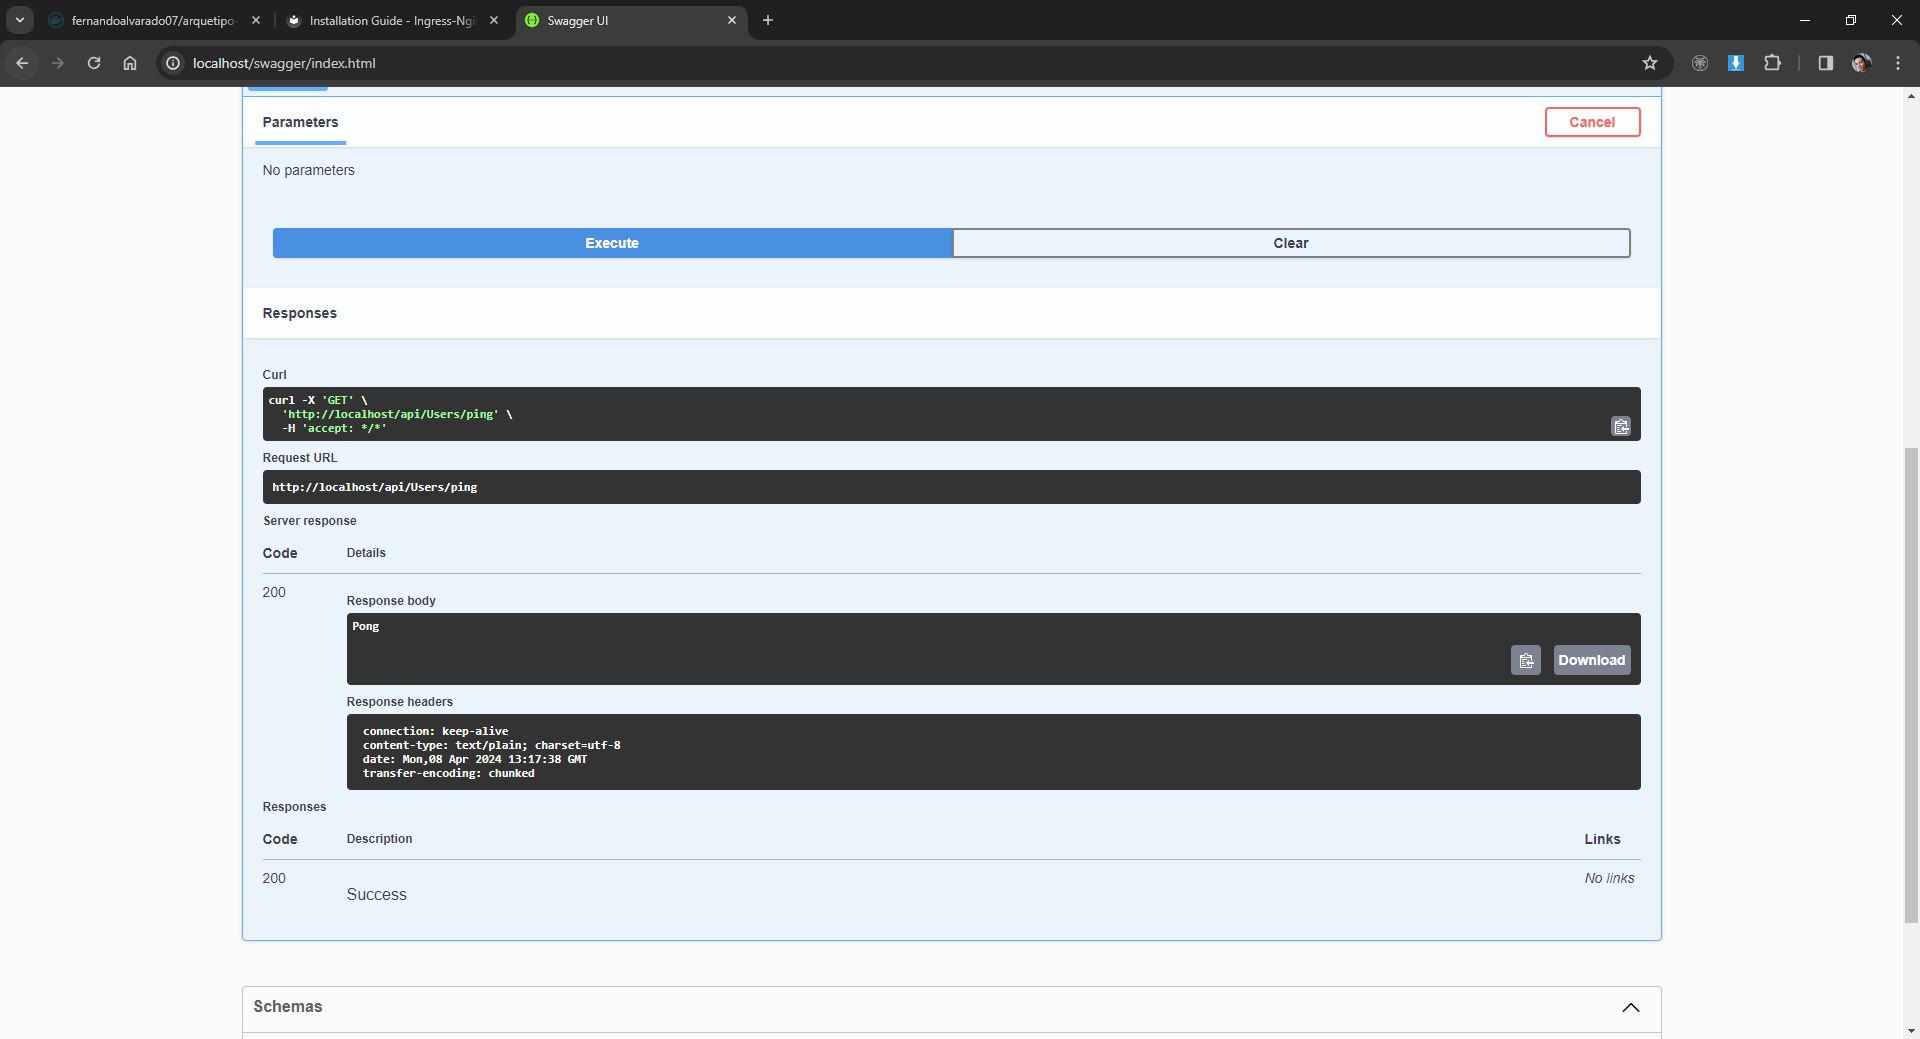 fernandoalvarado07/arquetipo-
Installation Guide - Ingress-Ngi
Swagger UI
localhost/swagger/index.html
Parameters
Cancel
No parameters
Execute
Clear
Responses
Curl
curl -X 'GET' \
'http://localhost/api/Users/ping' \
-H 'accept: */*'
Request URL
http://localhost/api/Users/ping
Server response
Code
Details
200
Response body
Pong
Download
Response headers
connection: keep-alive
content-type: text/plain; charset=utf-8
date: Mon,08 Apr 2024 13:17:38 GMT
transfer-encoding: chunked
Responses
Code
Description
Links
200
Success
No links
Schemas